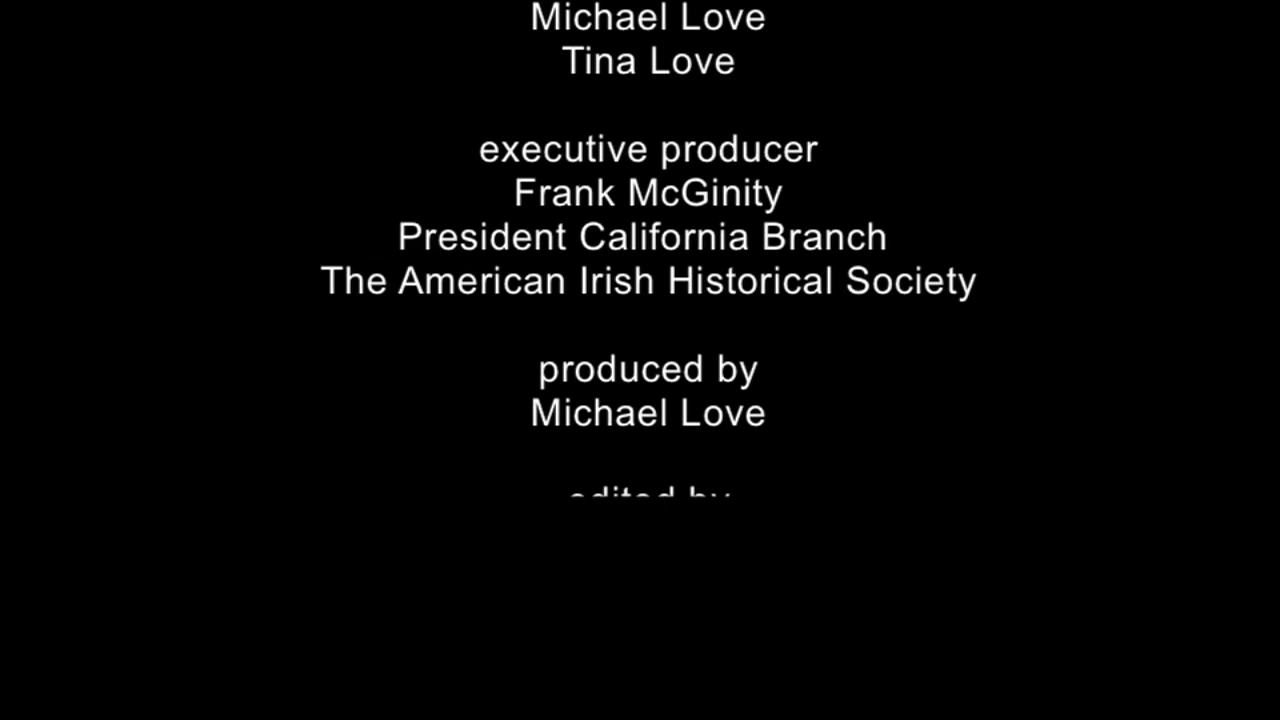 Michael Love
Tina Love
executive producer
Frank McGinity
President California Branch
The American Irish Historical Society
produced by
Michael Love
edited by